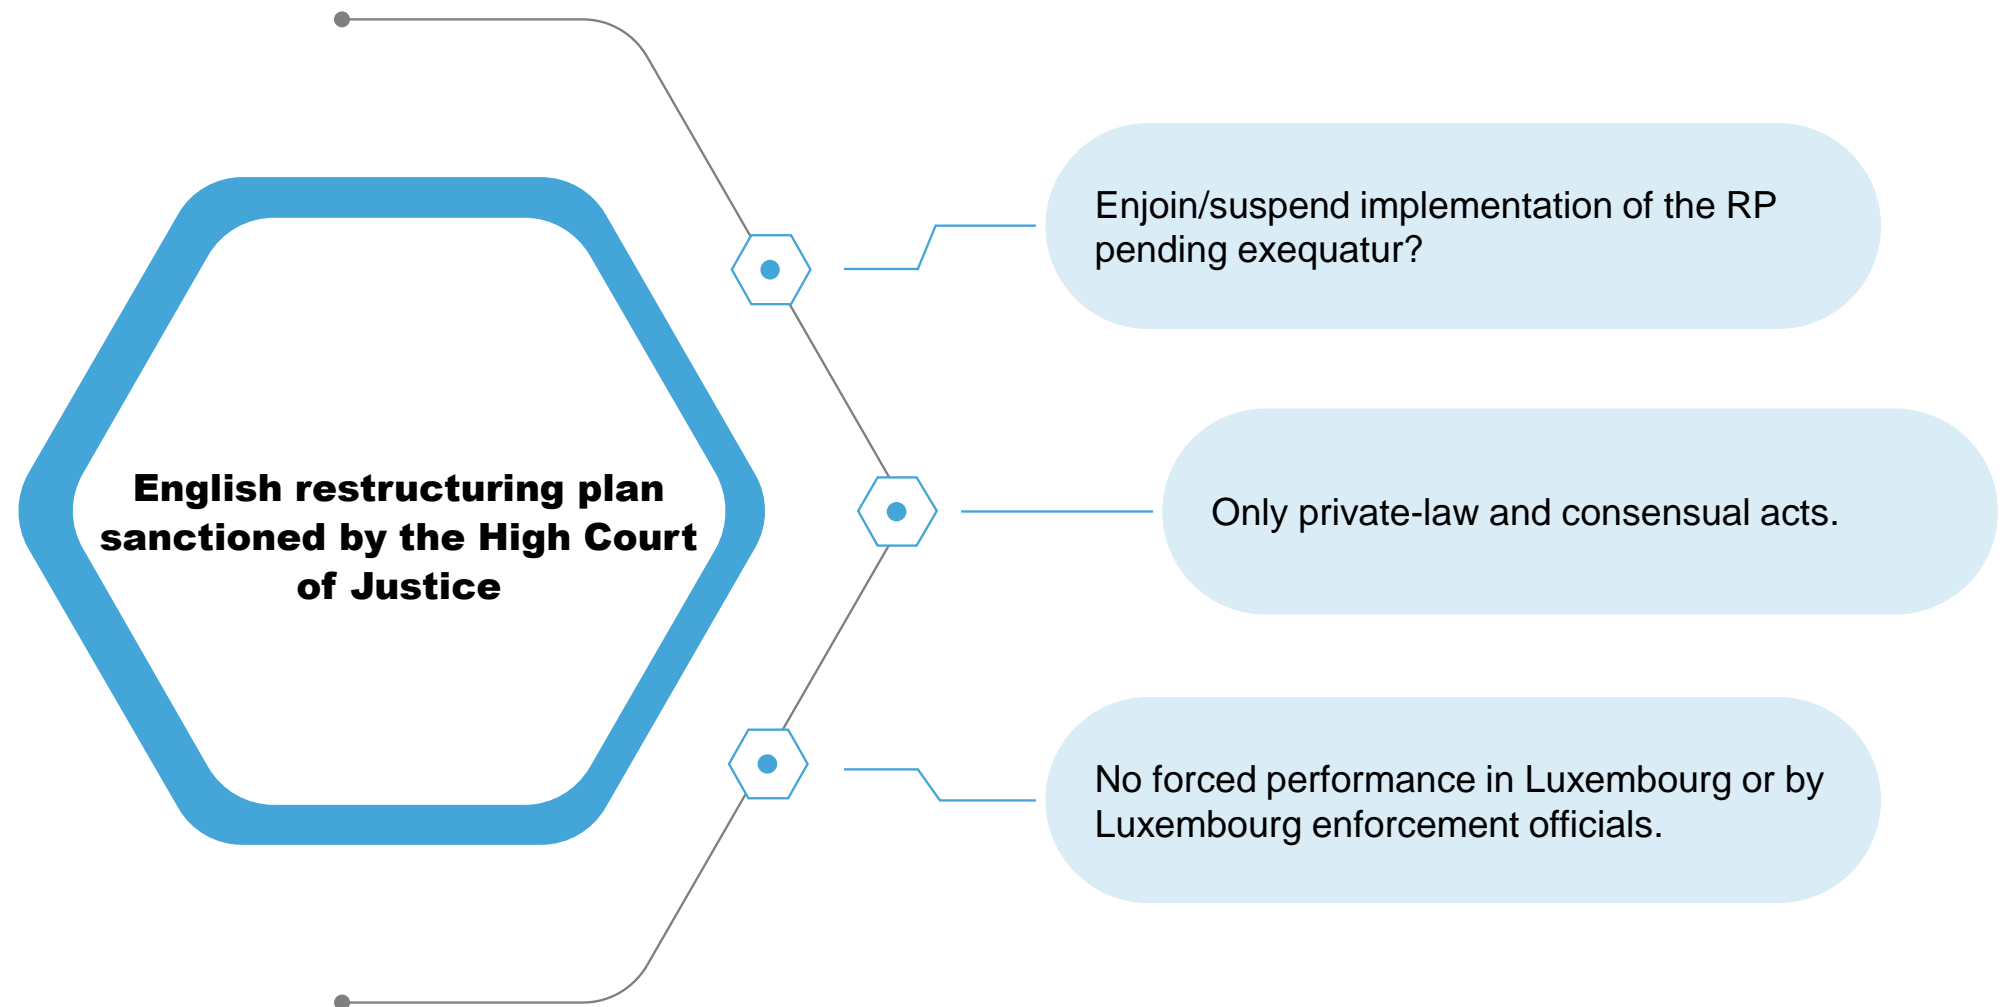 English restructuring plan
sanctioned by the High Court
of Justice
Enjoin/suspend implementation of the RP
pending exequatur?
Only private-law and consensual acts.
No forced performance in Luxembourg or by
Luxembourg enforcement officials.